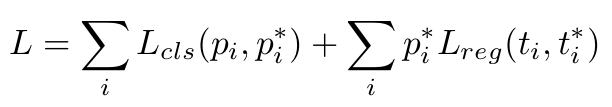 L = \sum_{i} L_{cls}(p_i, p_i^*) + \sum_{i} p_i^* L_{reg}(t_i, t_i^*)